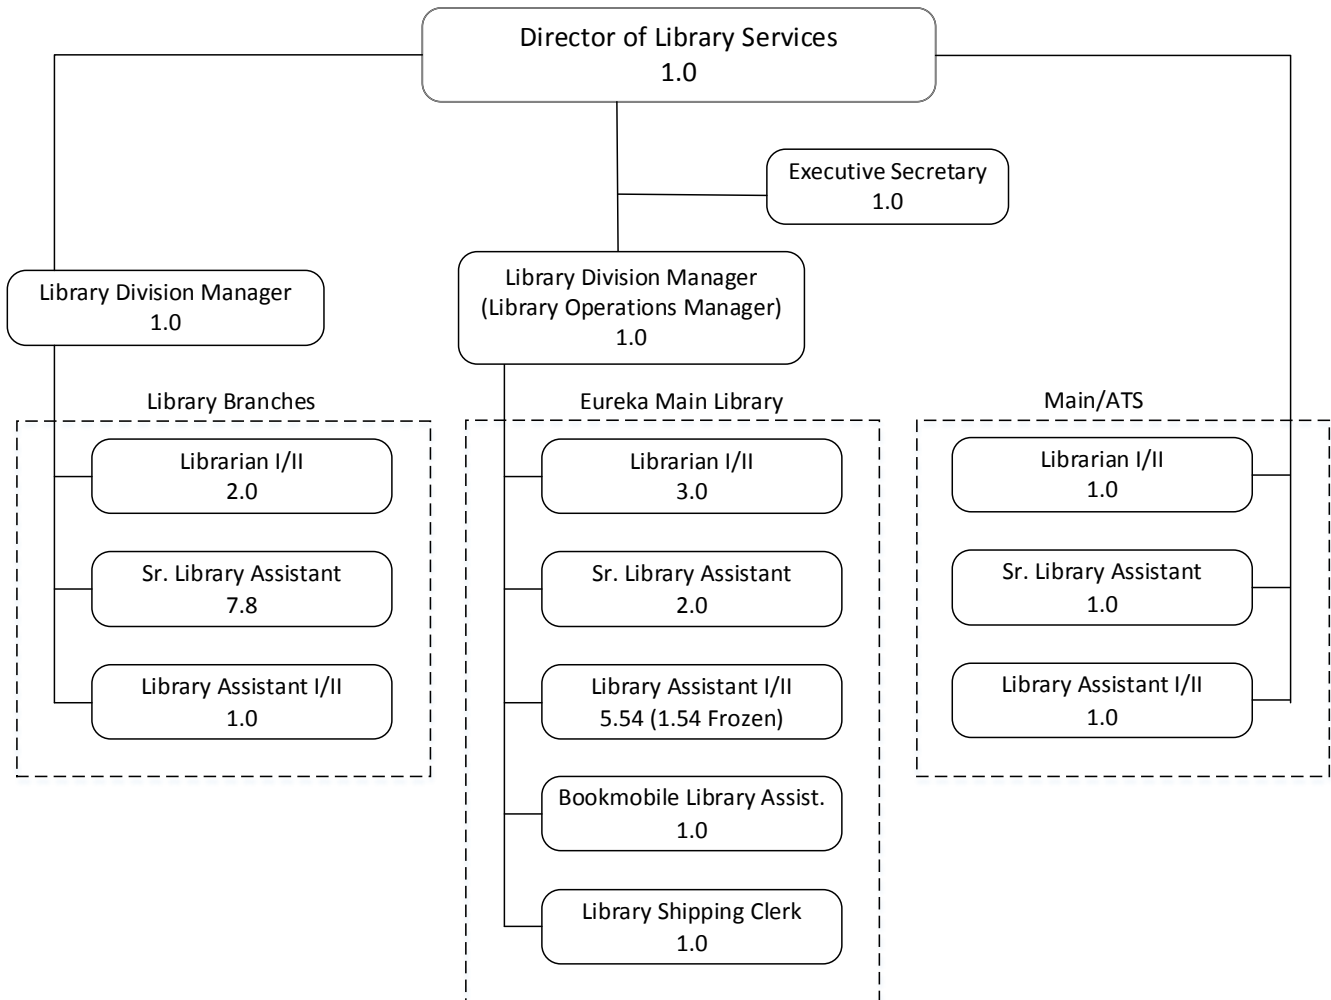 Director of Library Services
1.0
Executive Secretary
1.0
Library Division Manager
1.0
Library Division Manager
(Library Operations Manager)
1.0
Library Branches
Librarian I/II
2.0
Sr. Library Assistant
7.8
Library Assistant I/II
1.0
Eureka Main Library
Librarian I/II
3.0
Sr. Library Assistant
2.0
Library Assistant I/II
5.54 (1.54 Frozen)
Bookmobile Library Assist.
1.0
Library Shipping Clerk
1.0
Main/ATS
Librarian I/II
1.0
Sr. Library Assistant
1.0
Library Assistant I/II
1.0